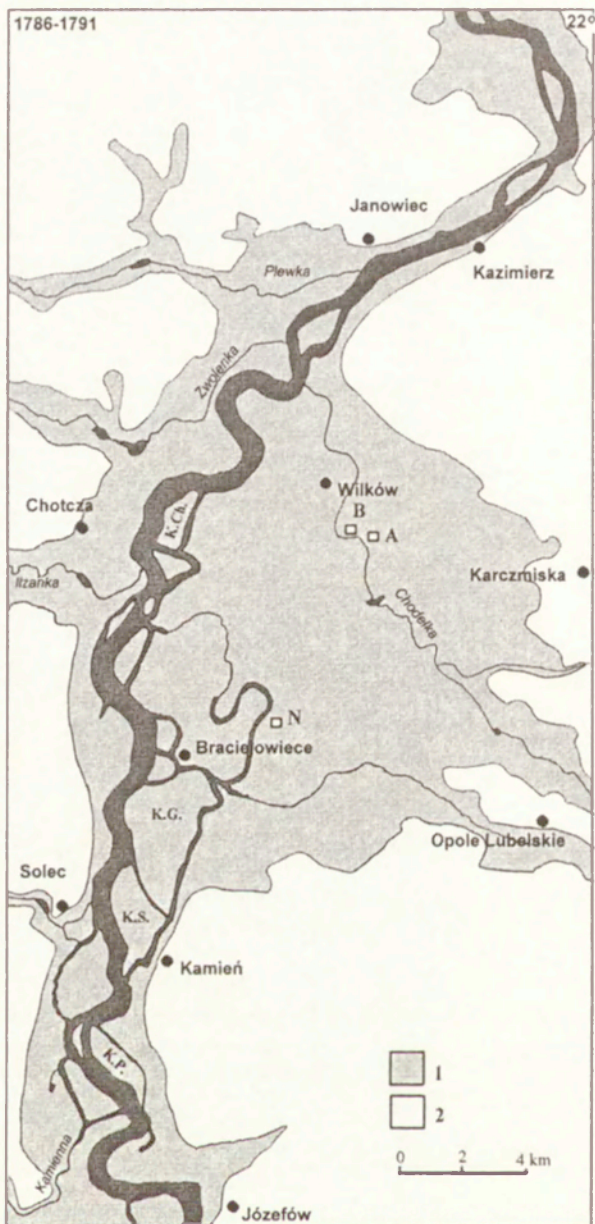 1786-1791
22°
Janowiec
Kazimierz
Plewka
Zwolenka
Wilków
B
A
K.Ch.
Chotcza
Karczmiska
Iłżanka
Chodelka
N
Braciejowiece
K.G.
Opole Lubelskie
Solec
K.S.
Kamień
K.P.
1
2
0 2 4 km
Kamienna
Józefów